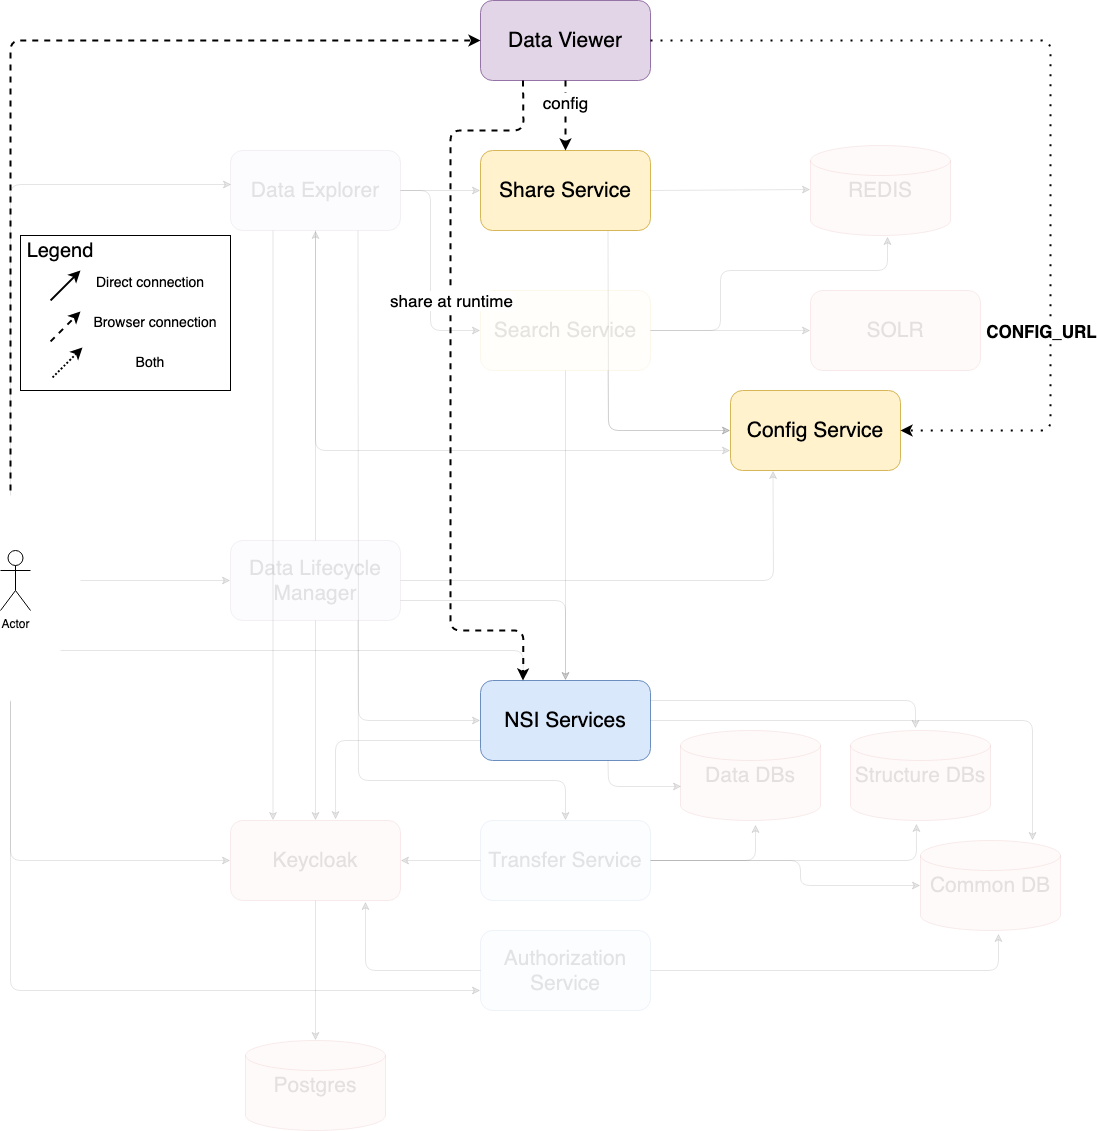 Data Viewer
config
Data Explorer
Share Service
REDIS
Legend
Direct connection
Browser connection
Both
share at runtime
Search Service
SOLR
CONFIG_URL
Config Service
Data Lifecycle
Manager
Actor
NSI Services
Data DBs
Structure DBs
Keycloak
Transfer Service
Common DB
Authorization
Service
Postgres